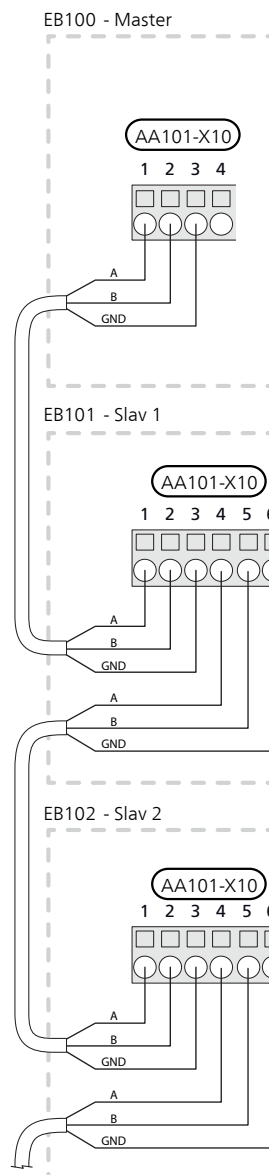 EB100 - Master
AA101-X10
1 2 3 4
A
B
GND
EB101 - Slav 1
AA101-X10
1 2 3 4 5
A
B
GND
A
B
GND
EB102 - Slav 2
AA101-X10
1 2 3 4 5
A
B
GND
A
B
GND